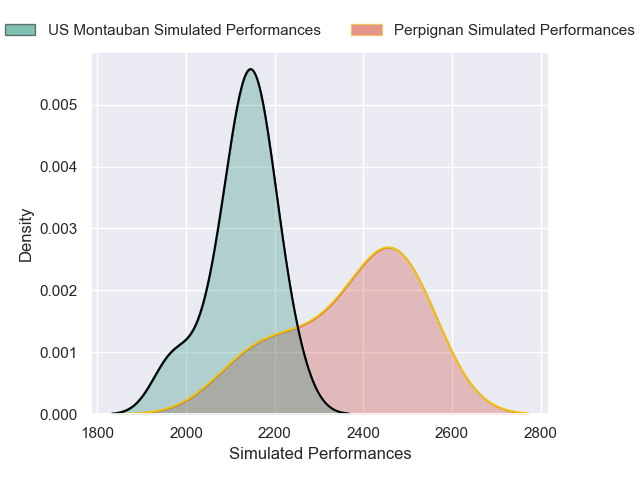 US Montauban Simulated Performances
Perpignan Simulated Performances
Density
0.005
0.004
0.003
0.002
0.001
0.000
1800 2000 2200 2400 2600 2800
Simulated Performances